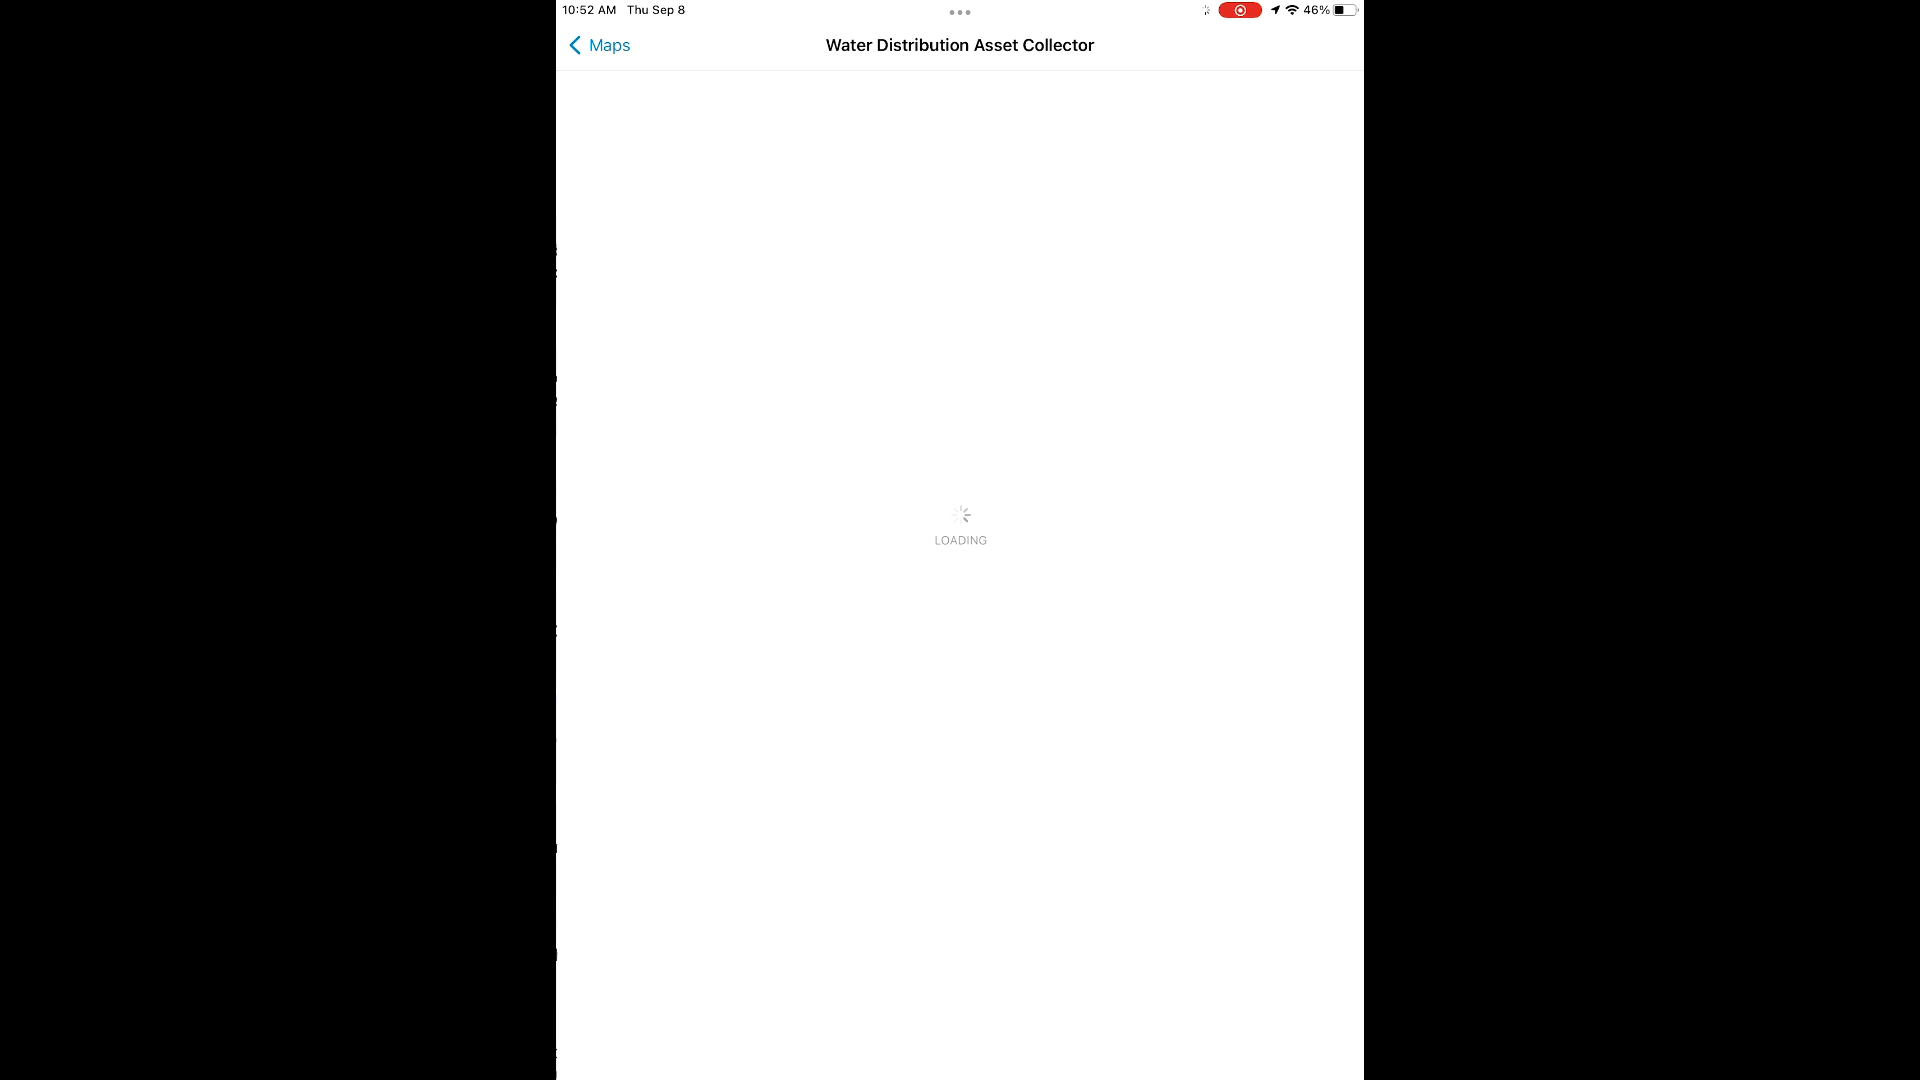 10:52 AM Thu Sep 8
46%
Maps
Water Distribution Asset Collector
LOADING